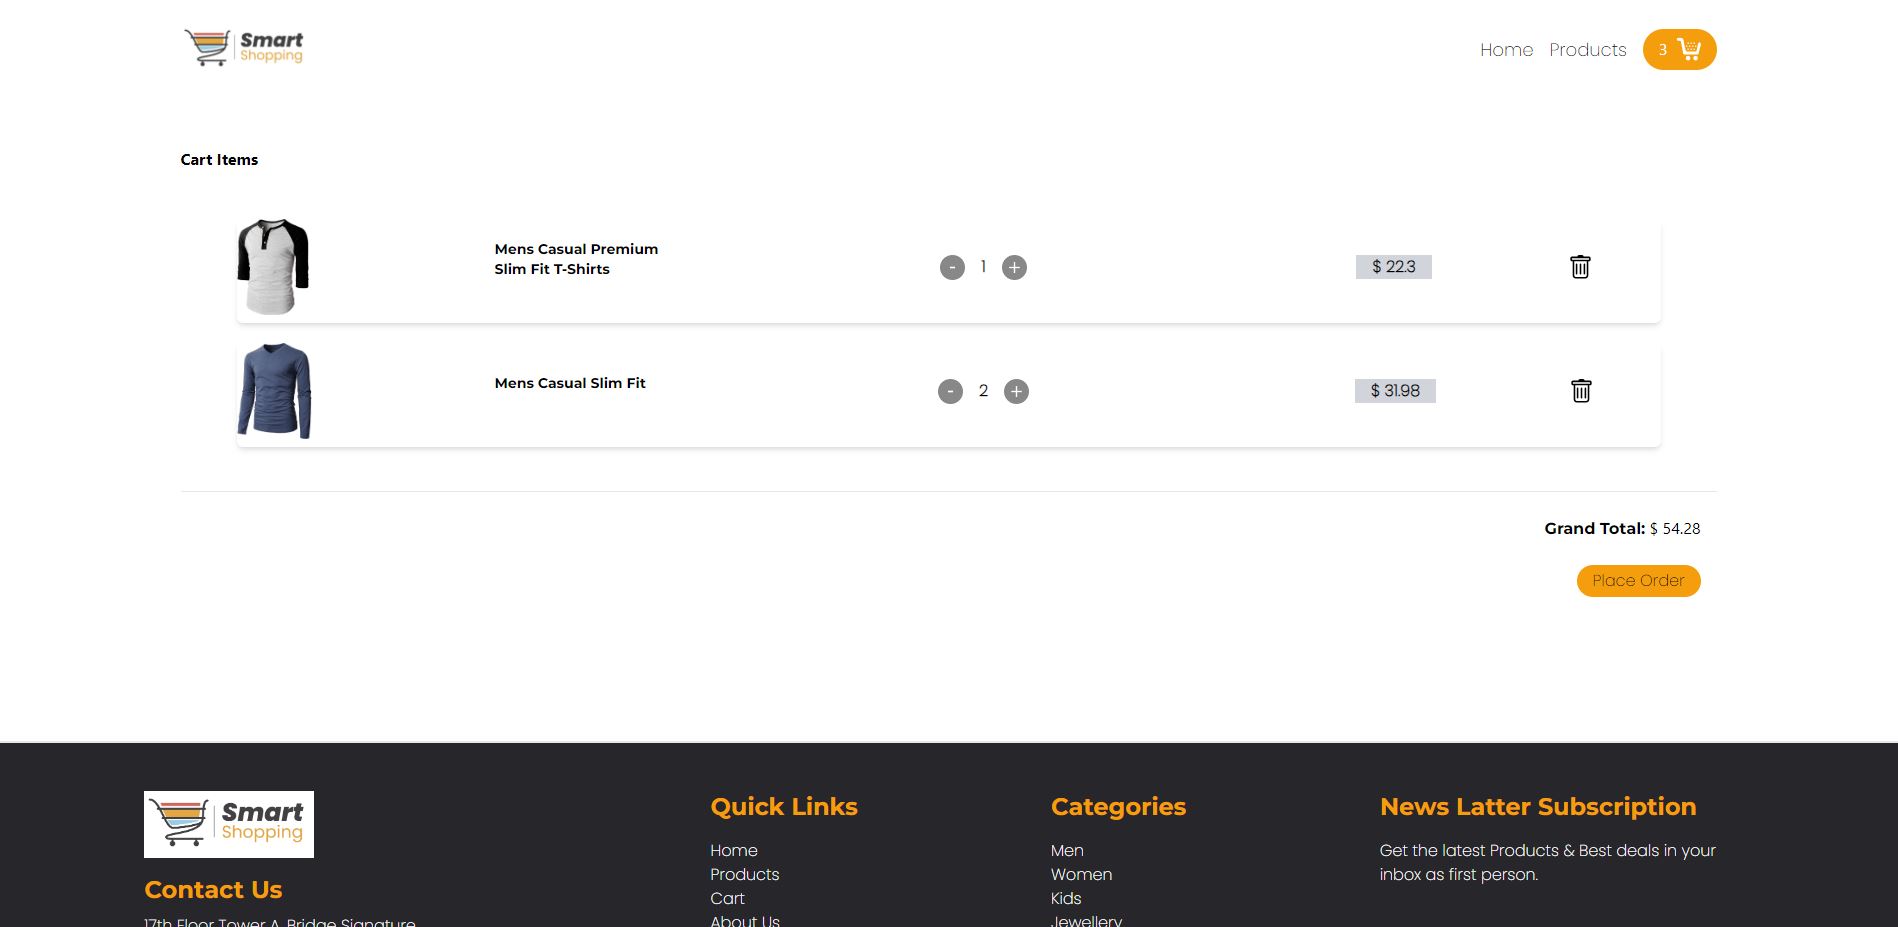 Smart
Shopping
Home
Products
3
Cart Items
Mens Casual Premium
Slim Fit T-Shirts
- 1 +
$ 22.3
Mens Casual Slim Fit
- 2 +
$ 31.98
Grand Total: $ 54.28
Place Order
Smart
Shopping
Contact Us
17th Floor Tower A, Bridge Signature
Quick Links
Home
Products
Cart
About Us
Categories
Men
Women
Kids
Jewellery
News Latter Subscription
Get the latest Products & Best deals in your
inbox as first person.